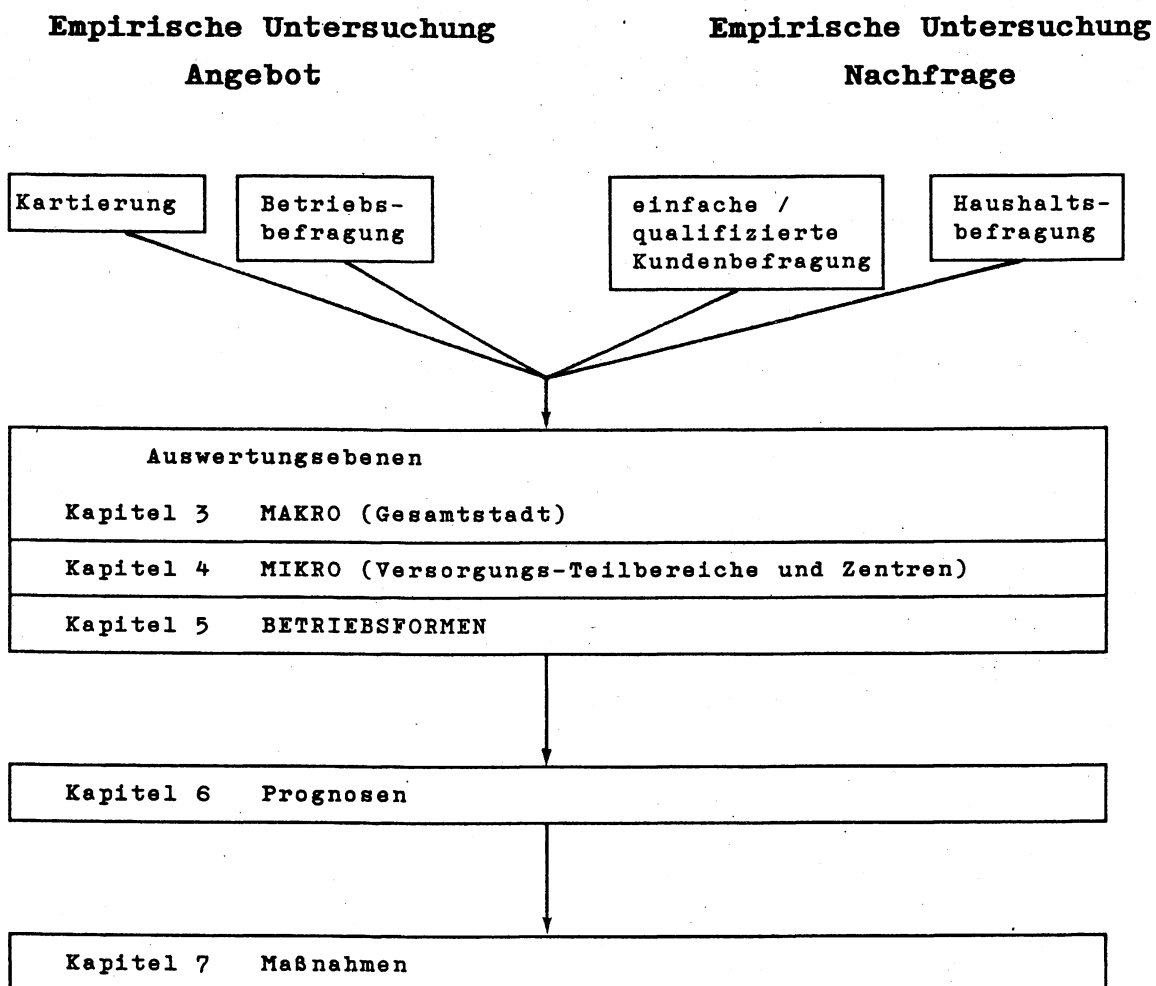 Empirische Untersuchung
Angebot
Empirische Untersuchung
Nachfrage
Kartierung
Betriebs-
befragung
einfache /
qualifizierte
Kundenbefragung
Haushalts-
befragung
Auswertungsebenen
Kapitel 3 MAKRO (Gesamtstadt)
Kapitel 4 MIKRO (Versorgungs-Teilbereiche und Zentren)
Kapitel 5 BETRIEBSFORMEN
Kapitel 6 Prognosen
Kapitel 7 Maßnahmen